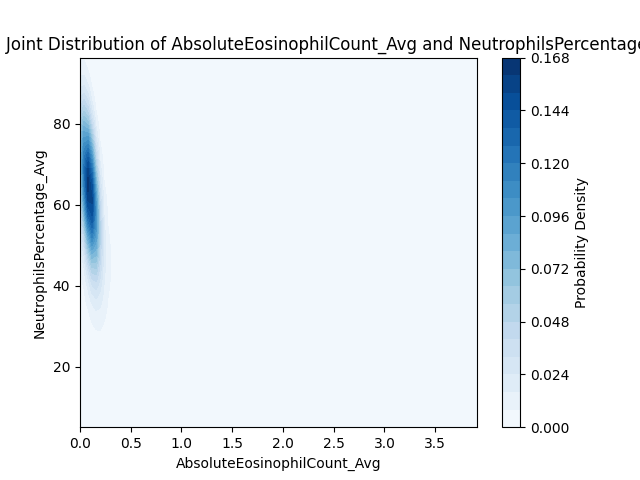 Joint Distribution of AbsoluteEosinophilCount_Avg and NeutrophilsPercentage
NeutrophilsPercentage_Avg
80
60
40
20
0.0 0.5 1.0 1.5 2.0 2.5 3.0 3.5
AbsoluteEosinophilCount_Avg
0.168
0.144
0.120
0.096
0.072
0.048
0.024
0.000
Probability Density